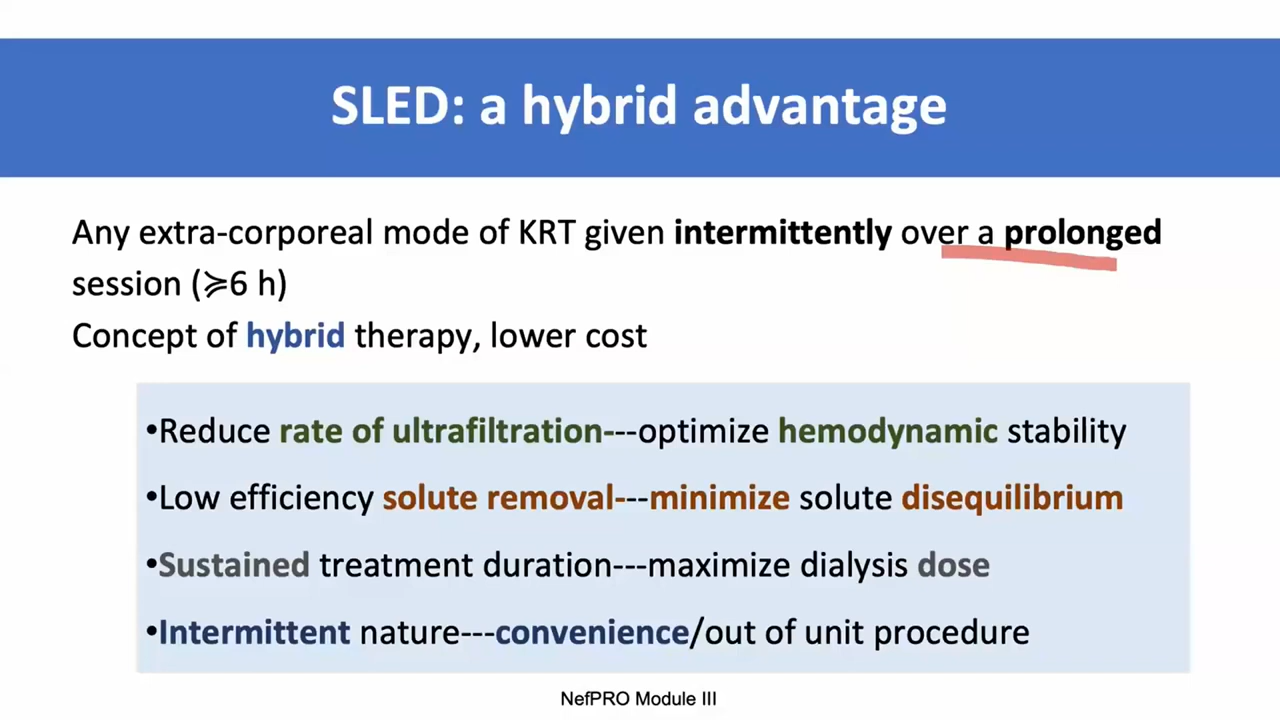 SLED: a hybrid advantage
Any extra-corporeal mode of KRT given intermittently over a prolonged
session (≽6 h)
Concept of hybrid therapy, lower cost
•Reduce rate of ultrafiltration---optimize hemodynamic stability
•Low efficiency solute removal---minimize solute disequilibrium
•Sustained treatment duration---maximize dialysis dose
•Intermittent nature---convenience/out of unit procedure
NefPRO Module III